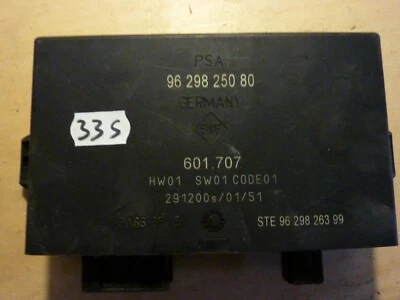 PSA
96 298 250 80
GERMANY
33S
601.707
HW01 SW01 CODE01
291200s/01/51
STE 96 298 263 99